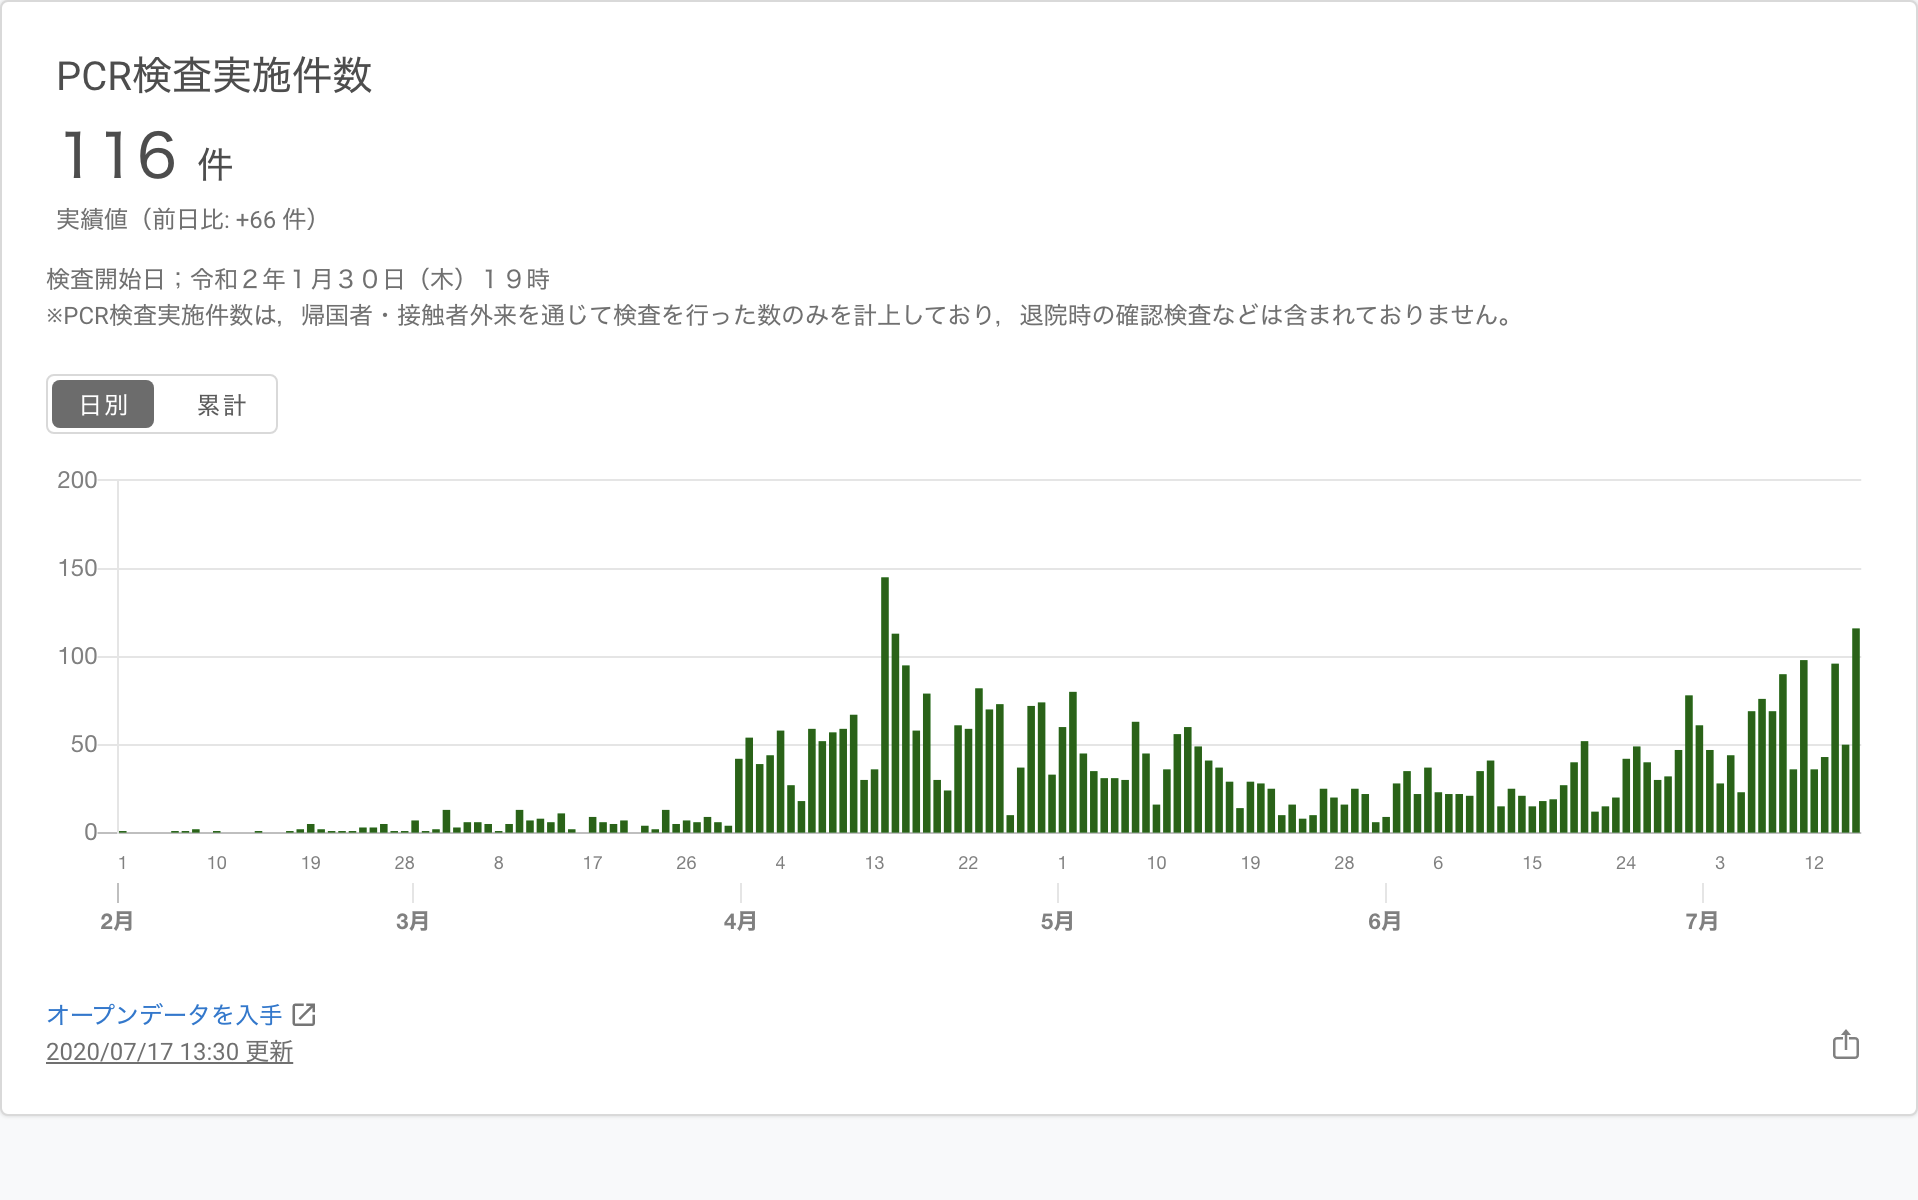 PCR検査実施件数
116 件
実績値（前日比: +66 件）
検査開始日；令和２年１月３０日（木）１９時
※PCR検査実施件数は，帰国者・接触者外来を通じて検査を行った数のみを計上しており，退院時の確認検査などは含まれておりません。
日別 累計
200
150
100
50
0
1 10 19 28 8 17 26 4 13 22 1 10 19 28 6 15 24 3 12
2月 3月 4月 5月 6月 7月
オープンデータを入手
2020/07/17 13:30 更新